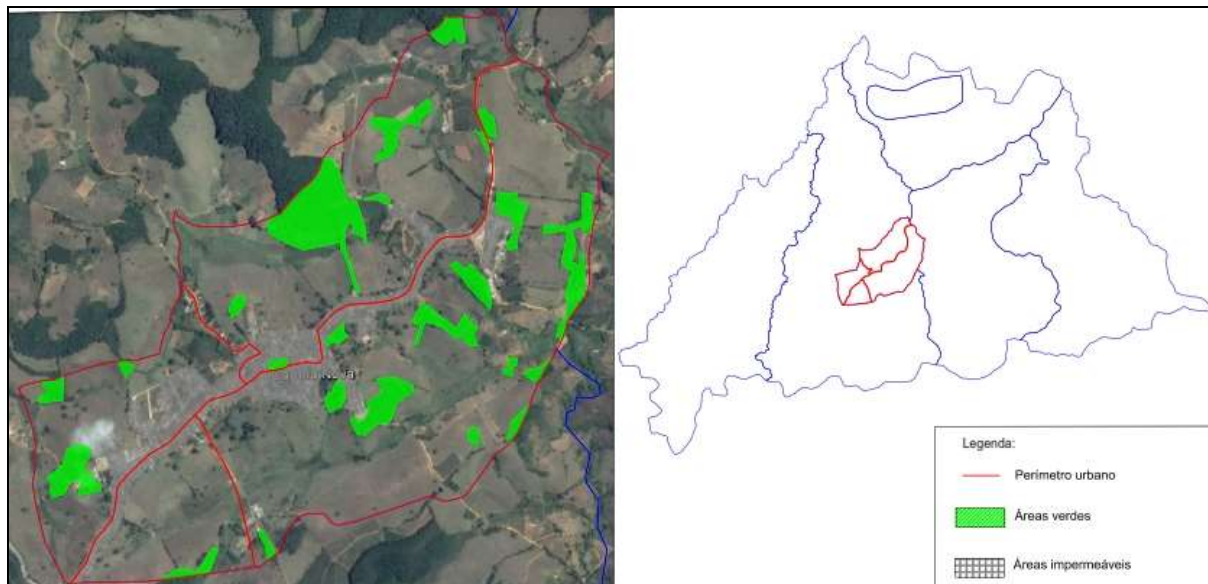 Legenda:
Perímetro urbano
Áreas verdes
Áreas impermeáveis